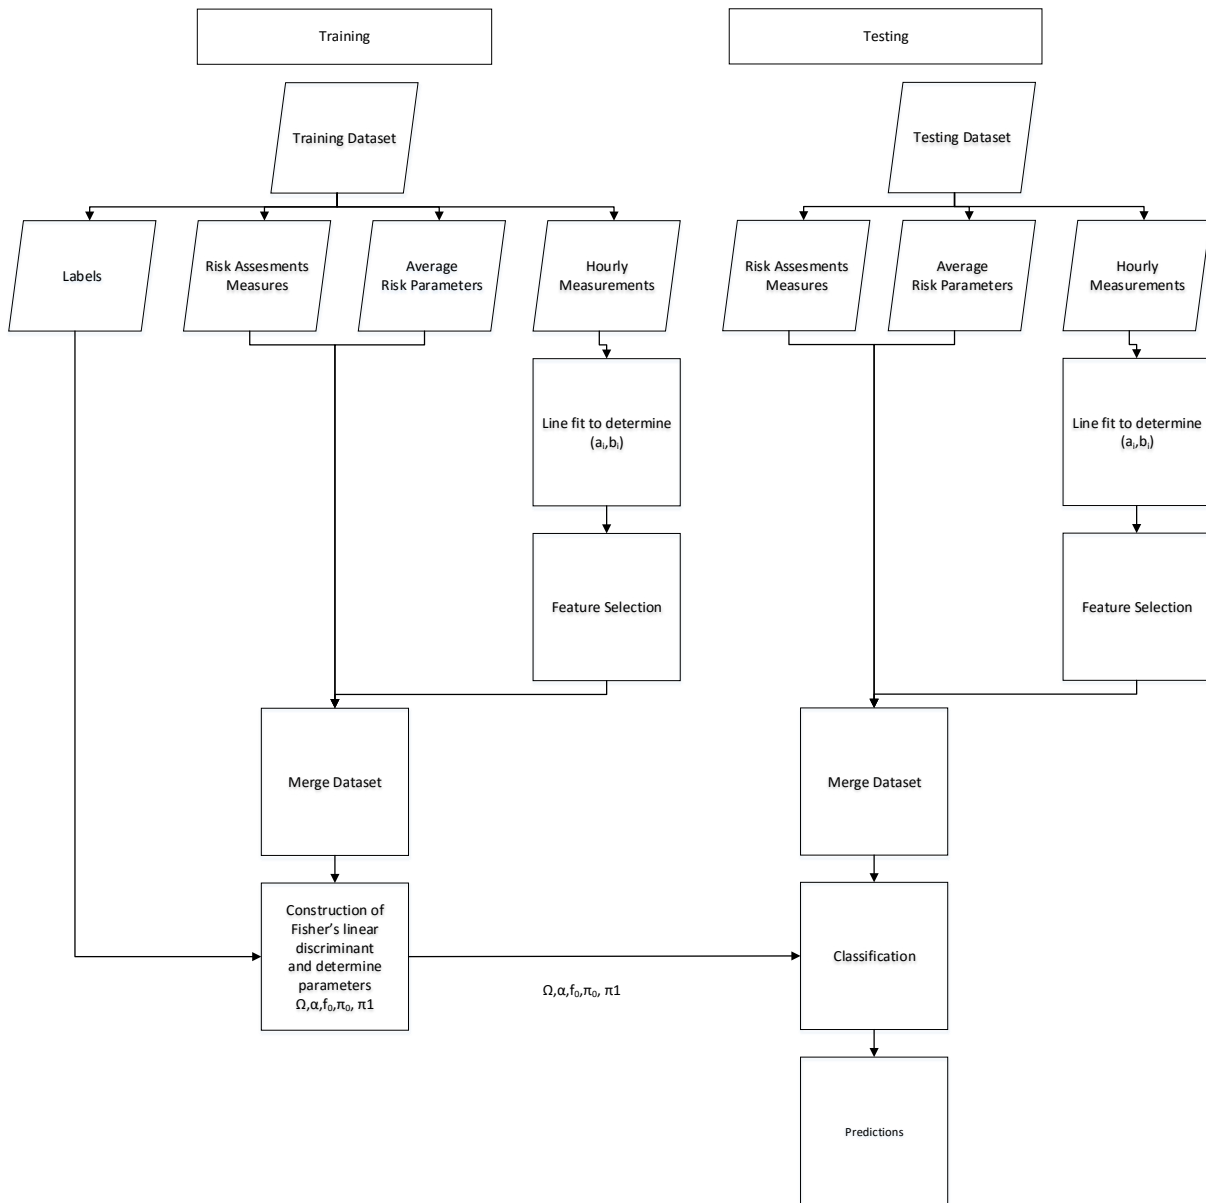 Training
Testing
Training Dataset
Testing Dataset
Labels
Risk Assesments
Measures
Average
Risk Parameters
Hourly
Measurements
Risk Assesments
Measures
Average
Risk Parameters
Hourly
Measurements
Line fit to determine
(aᵢ,bᵢ)
Line fit to determine
(aᵢ,bᵢ)
Feature Selection
Feature Selection
Merge Dataset
Merge Dataset
Construction of
Fisher's linear
discriminant
and determine
parameters
Ω,α,f₀,π₀, π1
Ω,α,f₀,π₀, π1
Classification
Predictions